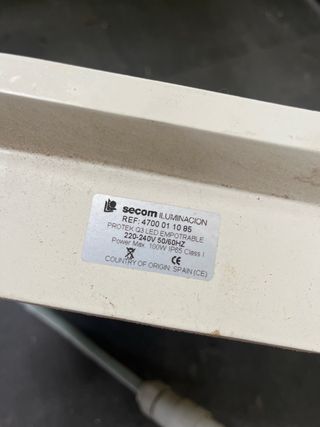 secom ILUMINACION
REF: 4700 01 10 85
PROTEK Q3 LED EMPOTRABLE
220-240V 50/60HZ
Power Max. 100W IP65 Class I
CE
COUNTRY OF ORIGIN: SPAIN (CE)